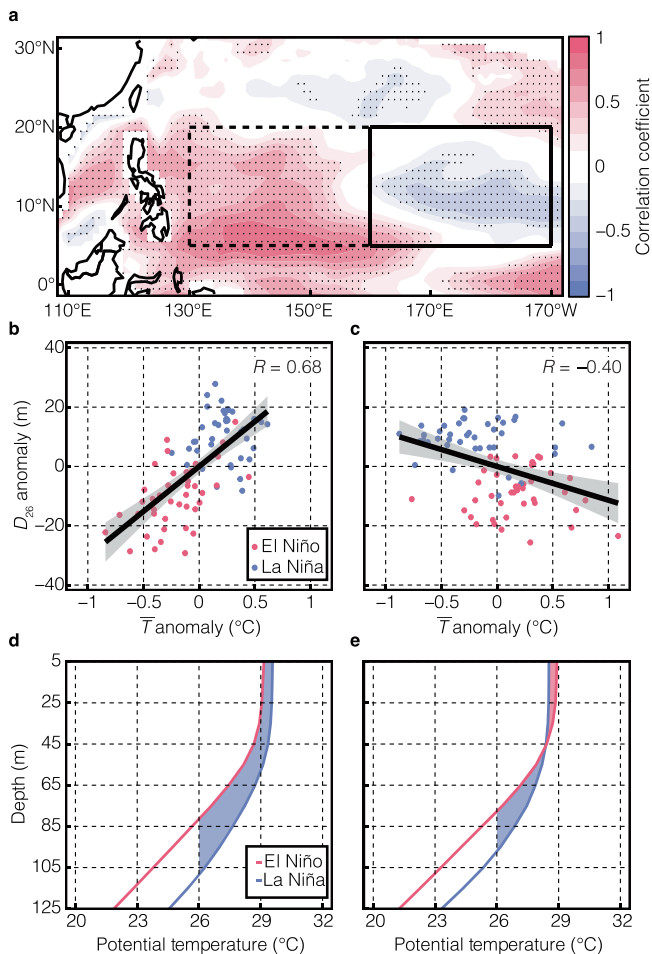 a
30°N
20°N
10°N
0°
110°E
130°E
150°E
170°E
170°W
1
0.5
0
−0.5
−1
Correlation coefficient
b
c
40
20
0
−20
−40
D26 anomaly (m)
R = 0.68
R = −0.40
El Niño
La Niña
−1
−0.5
0
0.5
1
−1
−0.5
0
0.5
1
T̅ anomaly (°C)
T̅ anomaly (°C)
d
e
5
25
45
65
85
105
125
Depth (m)
El Niño
La Niña
20
23
26
29
32
20
23
26
29
32
Potential temperature (°C)
Potential temperature (°C)